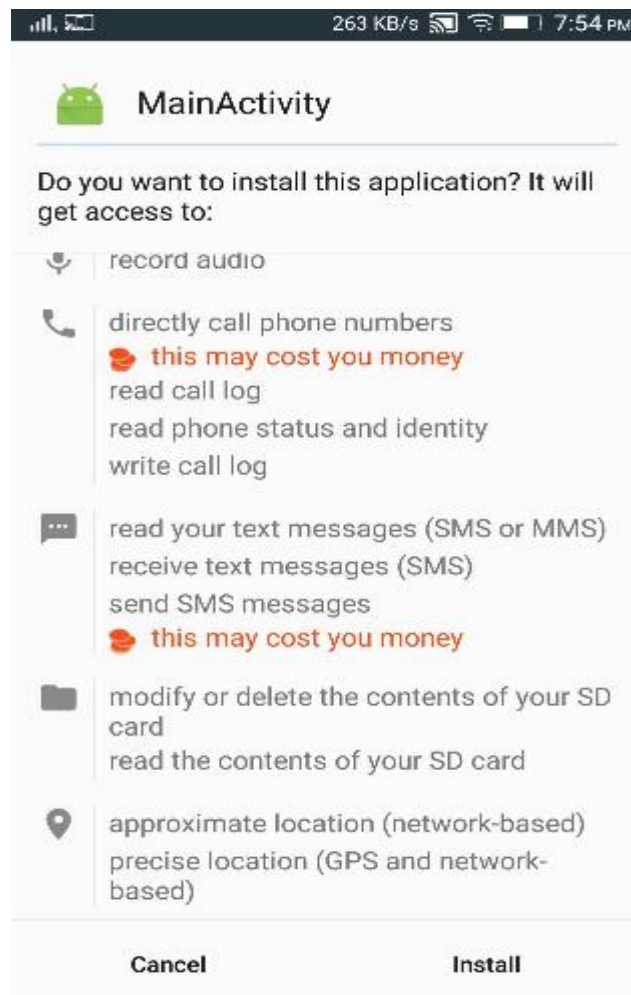 263 KB/s 7:54 PM
MainActivity
Do you want to install this application? It will
get access to:
record audio
directly call phone numbers
this may cost you money
read call log
read phone status and identity
write call log
read your text messages (SMS or MMS)
receive text messages (SMS)
send SMS messages
this may cost you money
modify or delete the contents of your SD
card
read the contents of your SD card
approximate location (network-based)
precise location (GPS and network-
based)
Cancel Install